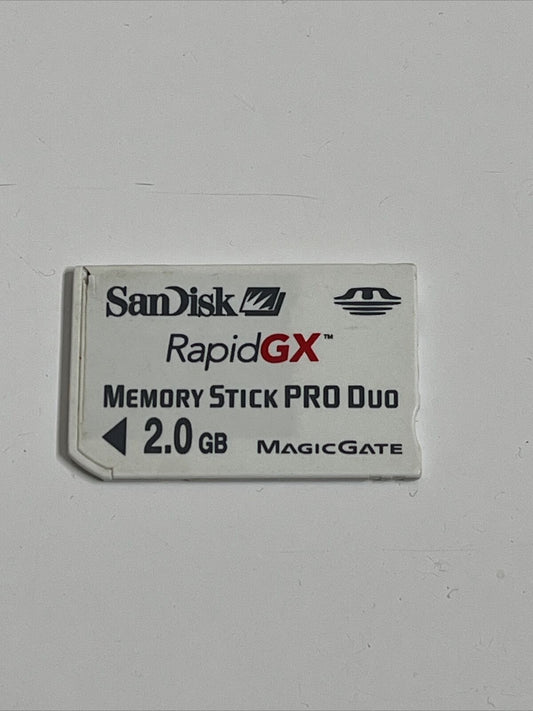 SanDisk
RapidGX™
MEMORY STICK PRO DUO
2.0 GB MAGICGATE